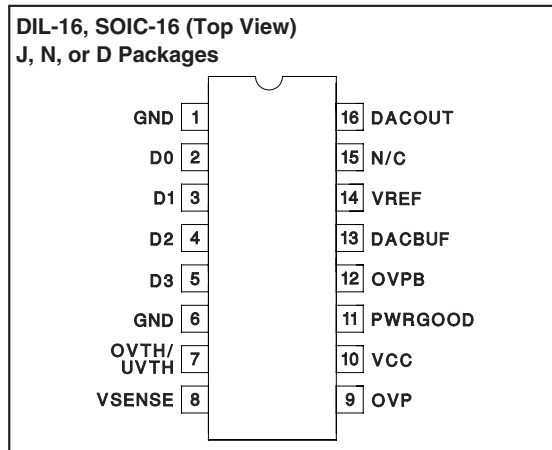 DIL-16, SOIC-16 (Top View)
J, N, or D Packages
GND 1 16 DACOUT
D0 2 15 N/C
D1 3 14 VREF
D2 4 13 DACBUF
D3 5 12 OVPB
GND 6 11 PWRGOOD
OVTH/
UVTH 7 10 VCC
VSENSE 8 9 OVP